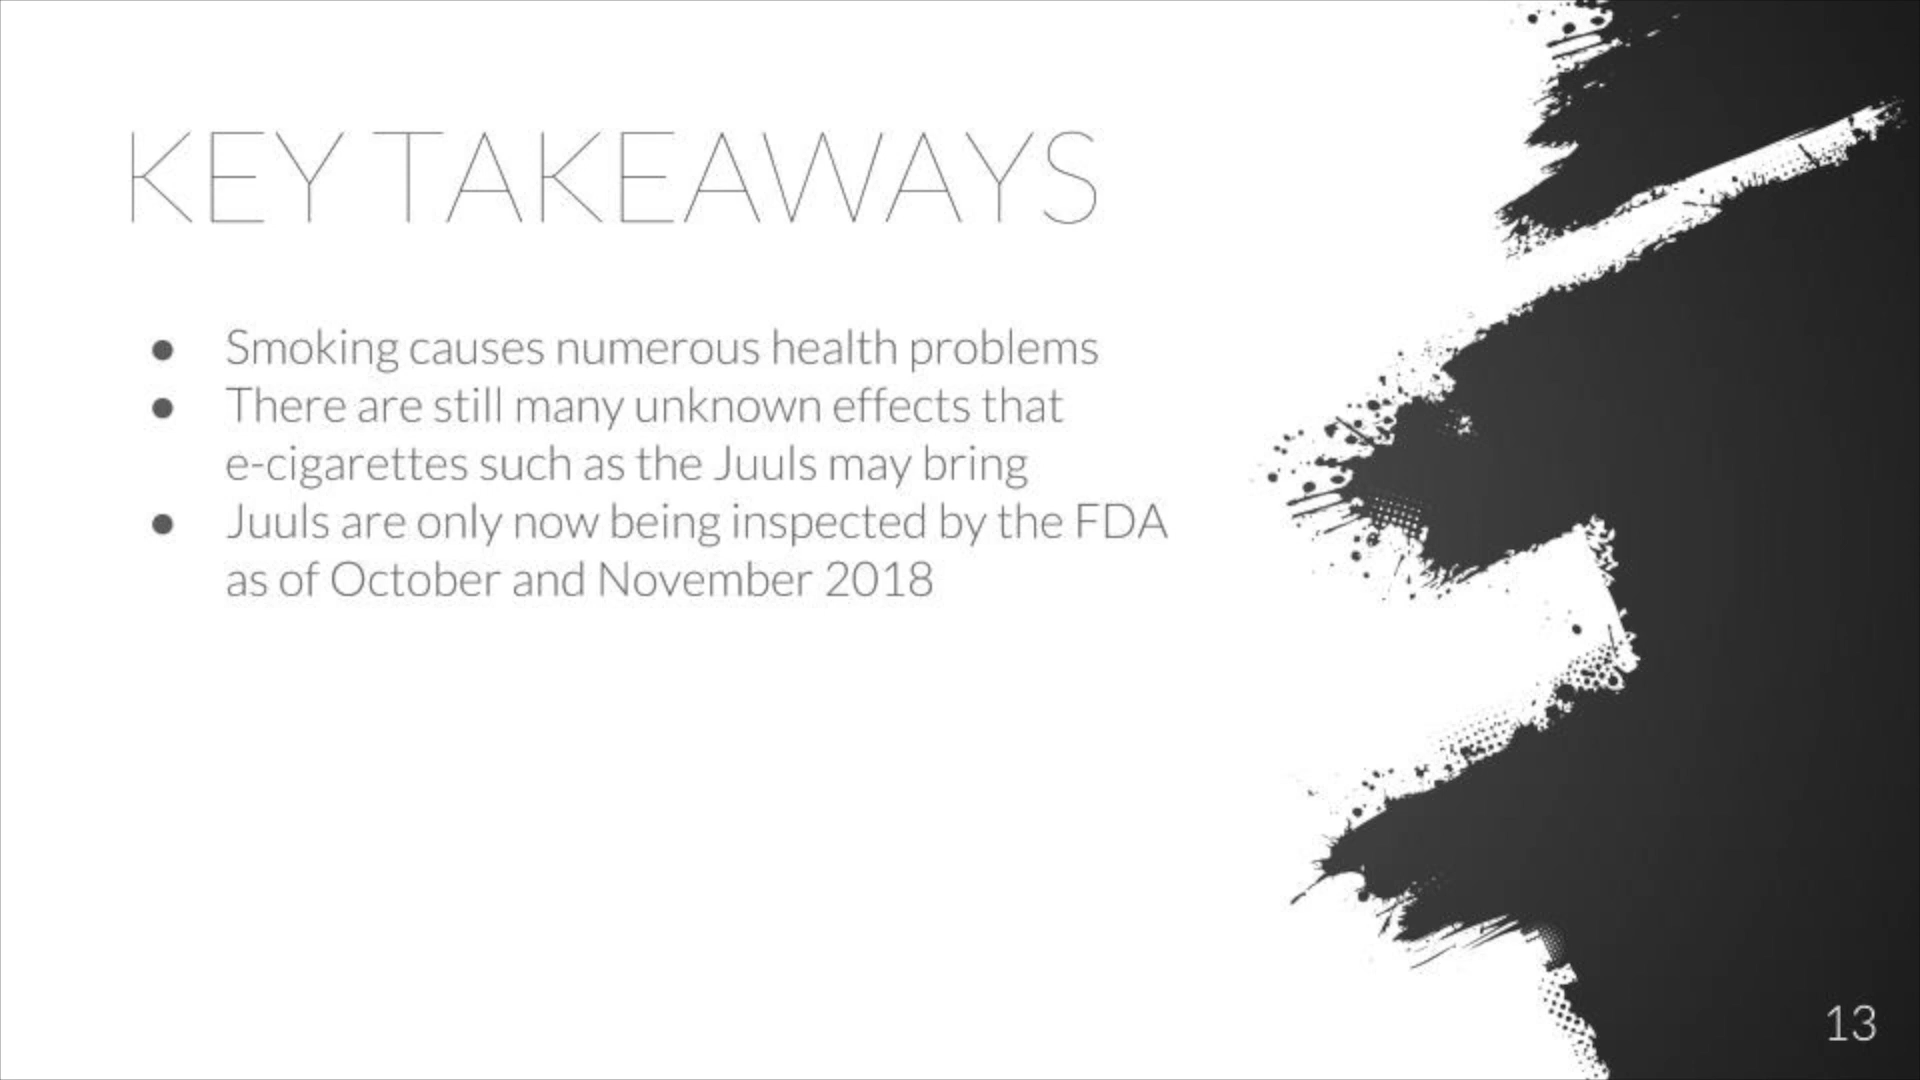 KEY TAKEAWAYS
● Smoking causes numerous health problems
● There are still many unknown effects that
e-cigarettes such as the Juuls may bring
● Juuls are only now being inspected by the FDA
as of October and November 2018
13